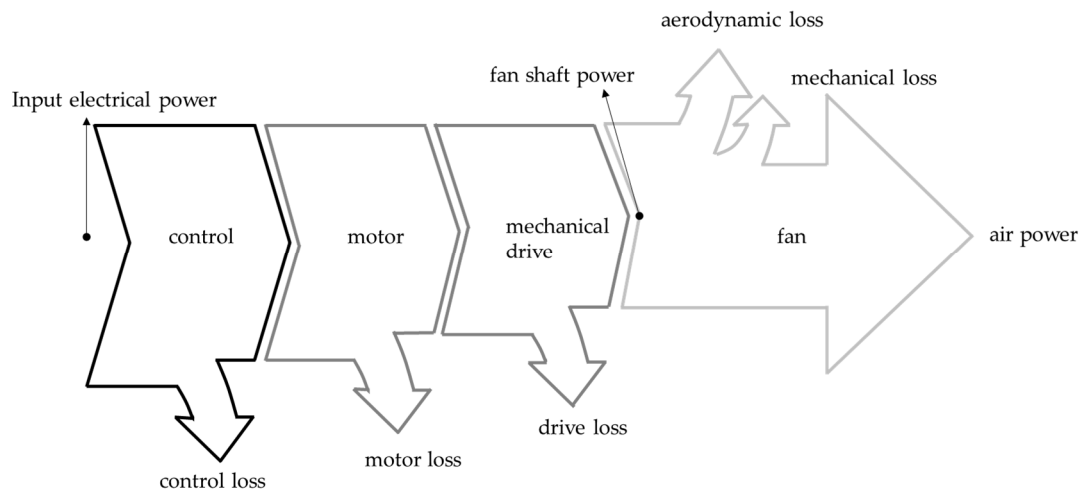 aerodynamic loss
fan shaft power
mechanical loss
Input electrical power
control
motor
mechanical
drive
fan
air power
drive loss
motor loss
control loss